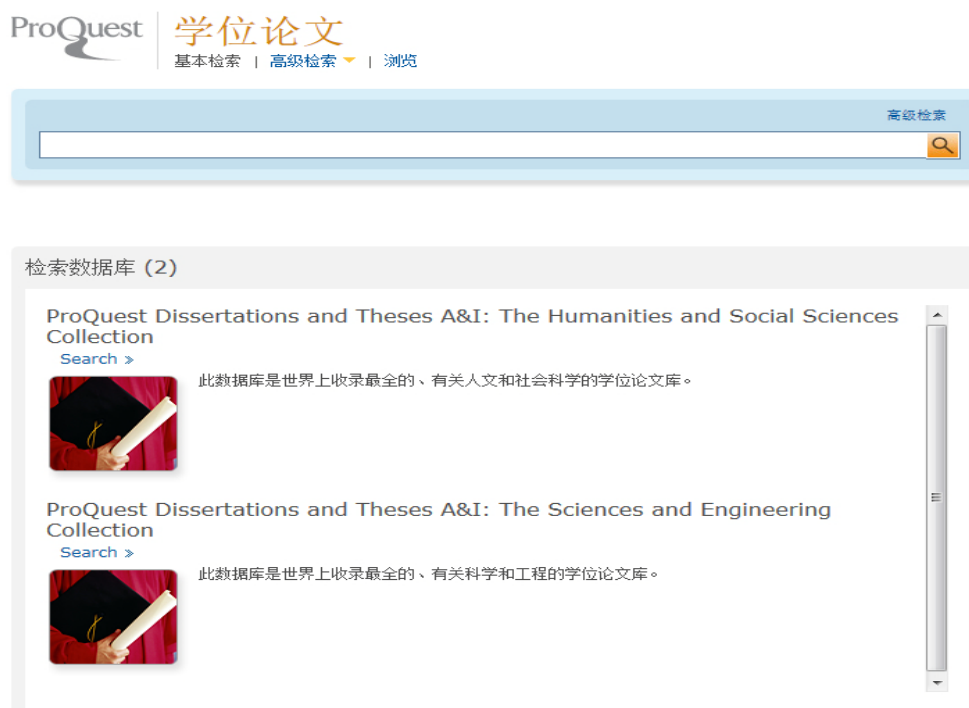 ProQuest
学位论文
基本检索 | 高级检索 | 浏览
高级检索
检索数据库 (2)
ProQuest Dissertations and Theses A&I: The Humanities and Social Sciences
Collection
Search »
此数据库是世界上收录最全的、有关人文和社会科学的学位论文库。
ProQuest Dissertations and Theses A&I: The Sciences and Engineering
Collection
Search »
此数据库是世界上收录最全的、有关科学和工程的学位论文库。